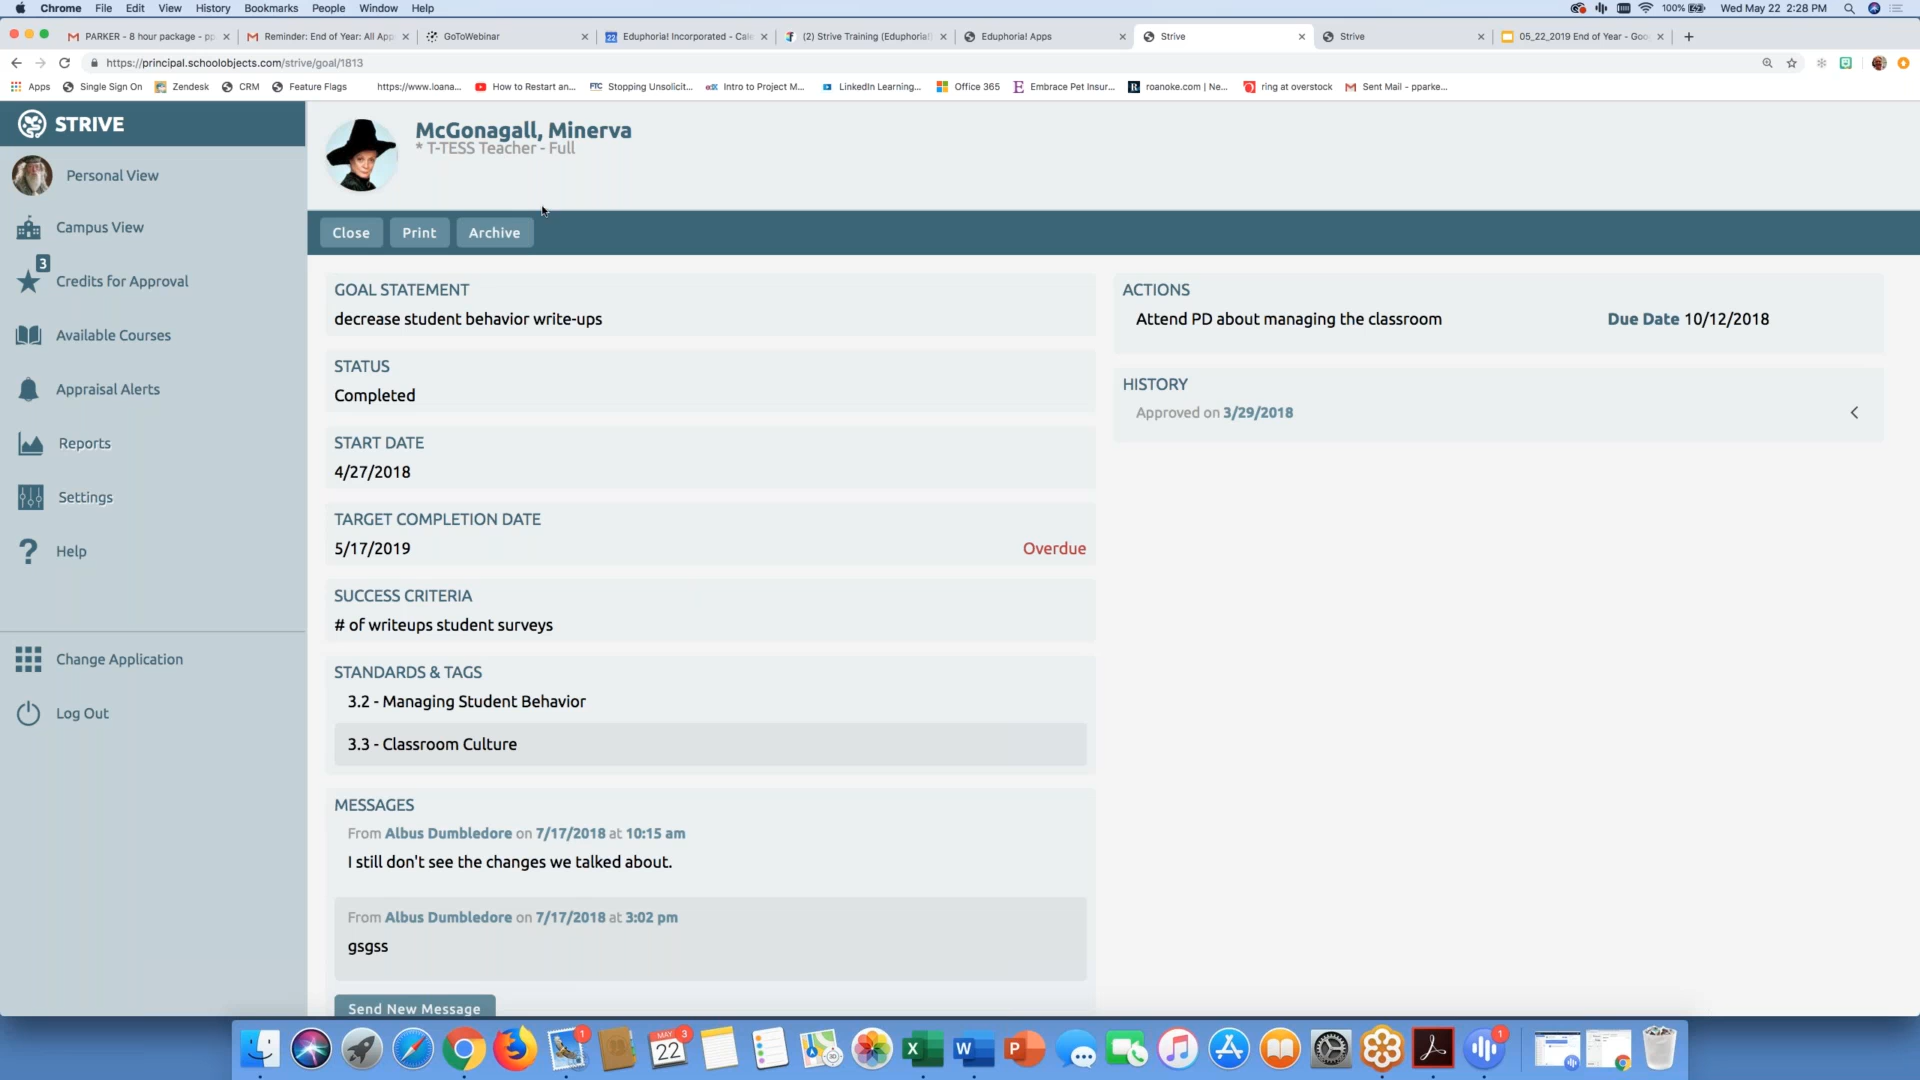 Chrome File Edit View History Bookmarks People Window Help 100% Wed May 22 2:28 PM
PARKER - 8 hour package - pp Reminder: End of Year: All App GoToWebinar Eduphoria! Incorporated - Cale (2) Strive Training (Eduphoria! Eduphoria! Apps Strive Strive 05_22_2019 End of Year - Goo
https://principal.schoolobjects.com/strive/goal/1813
Apps Single Sign On Zendesk CRM Feature Flags https://www.loana... How to Restart an... FTC Stopping Unsolicit... edX Intro to Project M... LinkedIn Learning... Office 365 E Embrace Pet Insur... R roanoke.com | Ne... ring at overstock Sent Mail - pparke...
STRIVE
Personal View
Campus View
3
Credits for Approval
Available Courses
Appraisal Alerts
Reports
Settings
Help
Change Application
Log Out
McGonagall, Minerva
* T-TESS Teacher - Full
Close Print Archive
GOAL STATEMENT
decrease student behavior write-ups
STATUS
Completed
START DATE
4/27/2018
TARGET COMPLETION DATE
5/17/2019 Overdue
SUCCESS CRITERIA
# of writeups student surveys
STANDARDS & TAGS
3.2 - Managing Student Behavior
3.3 - Classroom Culture
MESSAGES
From Albus Dumbledore on 7/17/2018 at 10:15 am
I still don't see the changes we talked about.
From Albus Dumbledore on 7/17/2018 at 3:02 pm
gsgss
Send New Message
ACTIONS
Attend PD about managing the classroom Due Date 10/12/2018
HISTORY
Approved on 3/29/2018
1 MAY 22 3 3D X W P 1